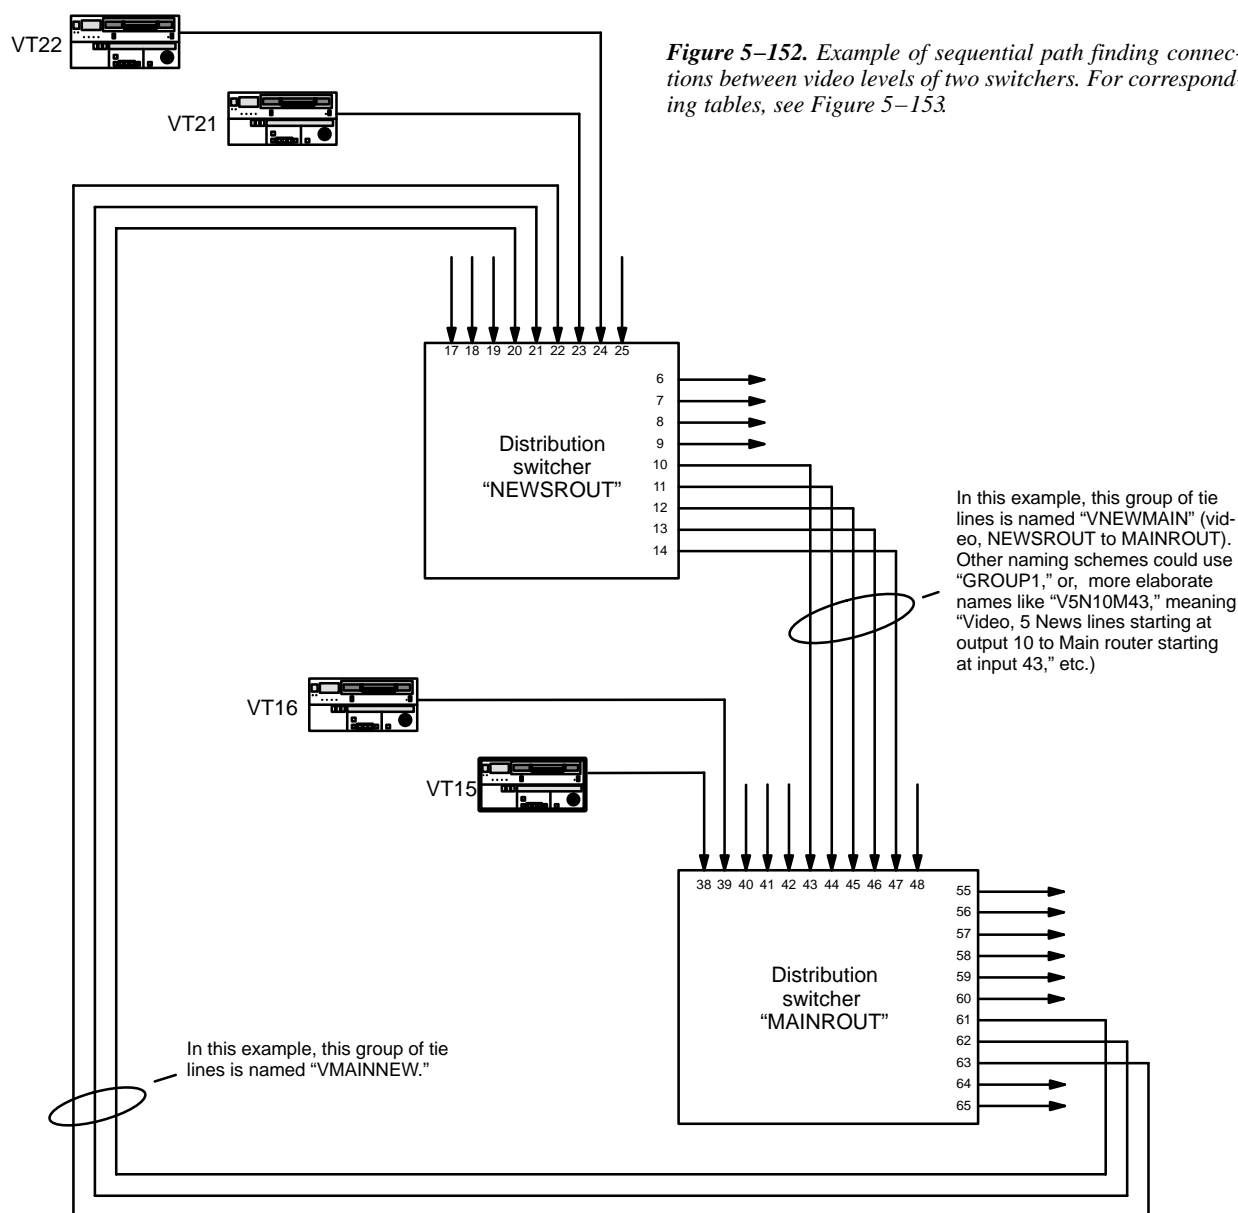 VT22
Figure 5–152. Example of sequential path finding connec-
tions between video levels of two switchers. For correspond-
ing tables, see Figure 5–153.
VT21
17 18 19 20 21 22 23 24 25
6
7
8
9
10
11
12
13
14
Distribution
switcher
“NEWSROUT”
In this example, this group of tie
lines is named “VNEWMAIN” (vid-
eo, NEWSROUT to MAINROUT).
Other naming schemes could use
“GROUP1,” or, more elaborate
names like “V5N10M43,” meaning
“Video, 5 News lines starting at
output 10 to Main router starting
at input 43,” etc.)
VT16
VT15
38 39 40 41 42 43 44 45 46 47 48
55
56
57
58
59
60
61
62
63
64
65
Distribution
switcher
“MAINROUT”
In this example, this group of tie
lines is named “VMAINNEW.”